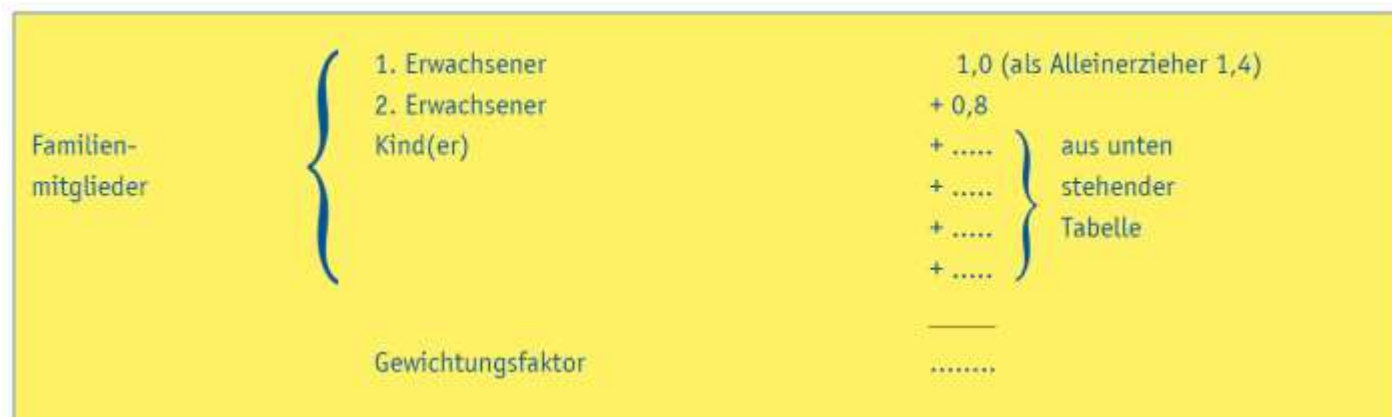 1. Erwachsener 1,0 (als Alleinerzieher 1,4)
2. Erwachsener + 0,8
Familien- Kind(er) + ..... aus unten
mitglieder + ..... stehender
+ ..... Tabelle
+ .....
Gewichtungsfaktor ........